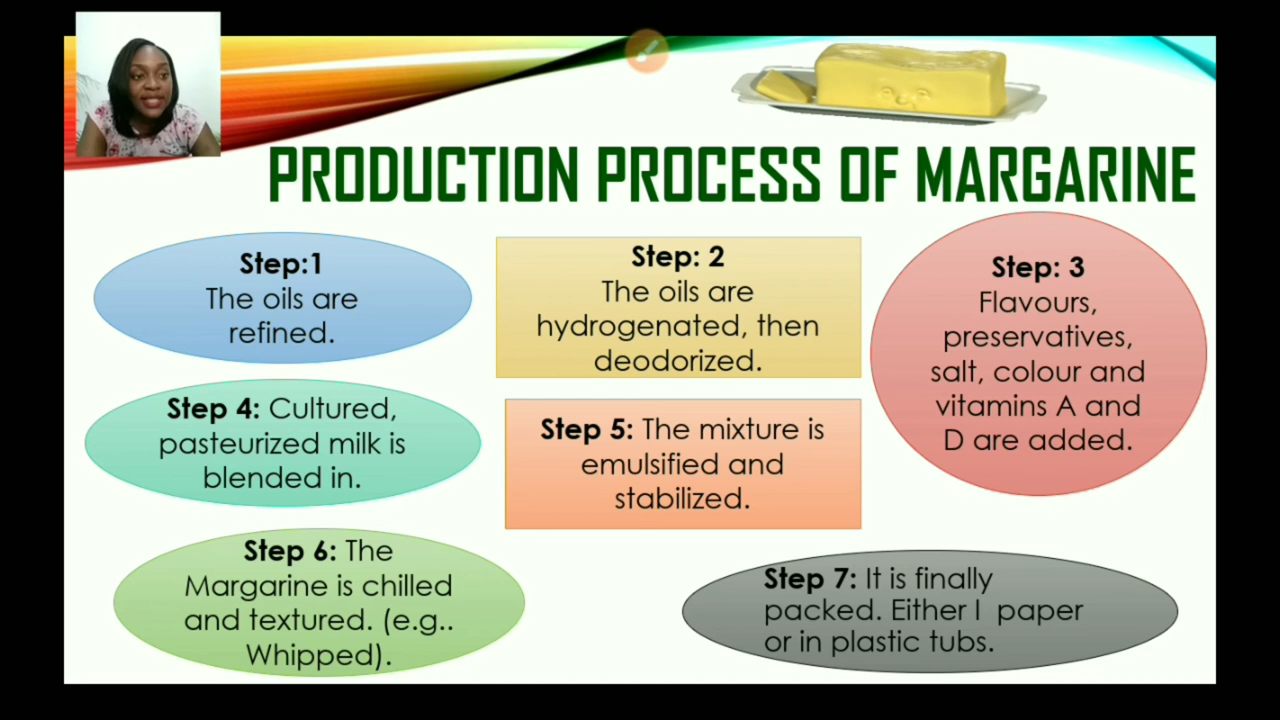 PRODUCTION PROCESS OF MARGARINE
Step:1
The oils are
refined.
Step: 2
The oils are
hydrogenated, then
deodorized.
Step: 3
Flavours,
preservatives,
salt, colour and
vitamins A and
D are added.
Step 4: Cultured,
pasteurized milk is
blended in.
Step 5: The mixture is
emulsified and
stabilized.
Step 6: The
Margarine is chilled
and textured. (e.g..
Whipped).
Step 7: It is finally
packed. Either I  paper
or in plastic tubs.